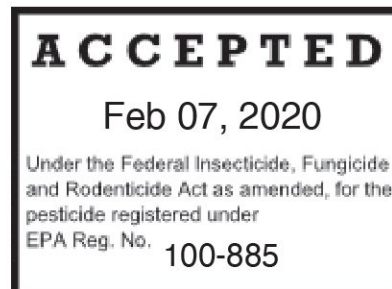 ACCEPTED
Feb 07, 2020
Under the Federal Insecticide, Fungicide
and Rodenticide Act as amended, for the
pesticide registered under
EPA Reg. No. 100-885